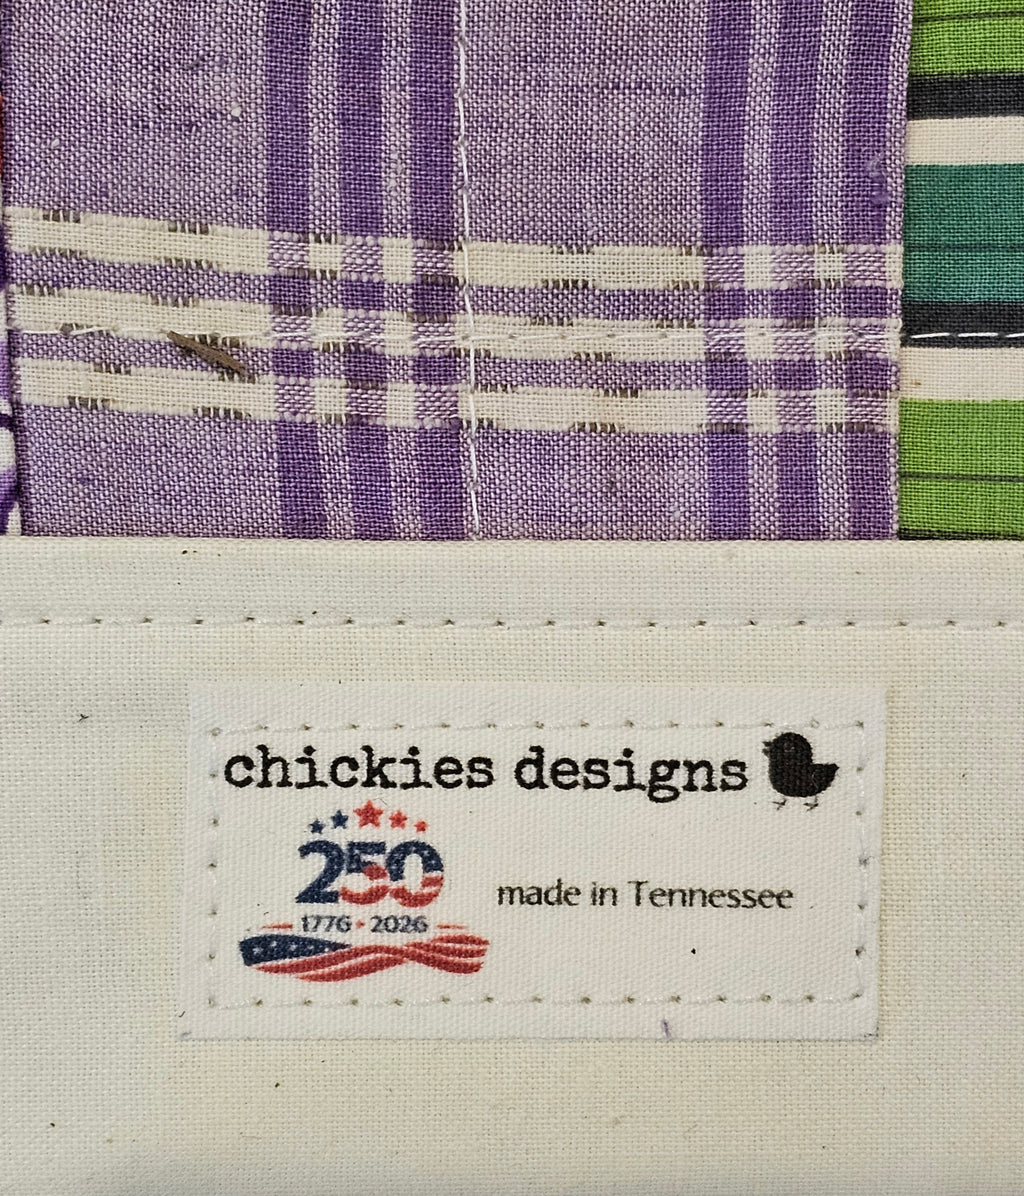 chickies designs
250
1776 • 2026
made in Tennessee